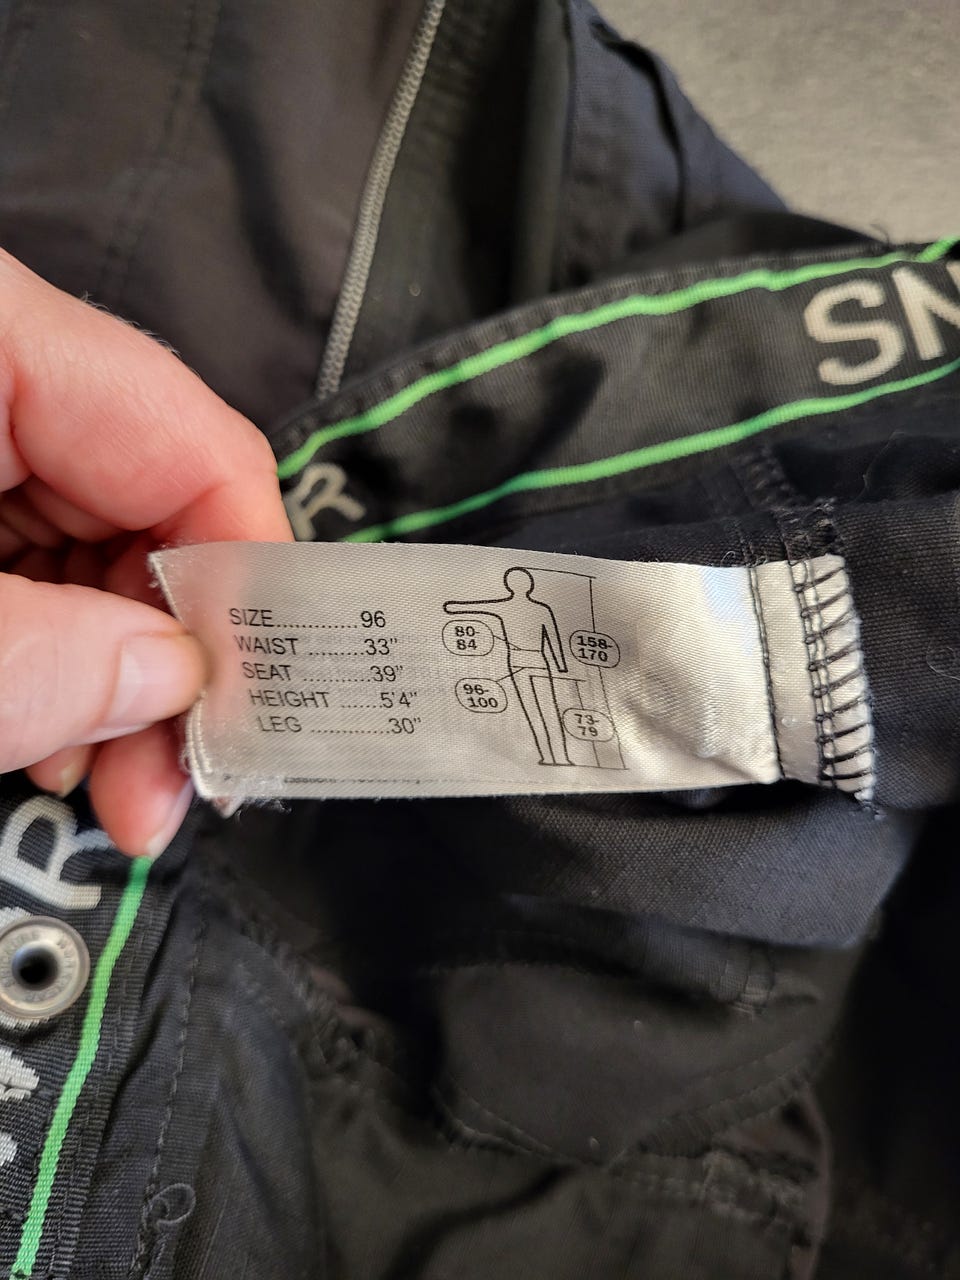 SN
R
SIZE............96
WAIST .........33"
SEAT ..........39"
HEIGHT .......5'4"
LEG .............30"
80-
84
158-
170
96-
100
73-
79
R